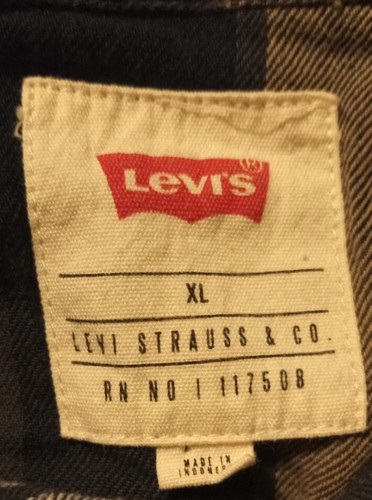 Levi's ®
XL
LEVI STRAUSS & CO.
RN NO | 117508
MADE IN